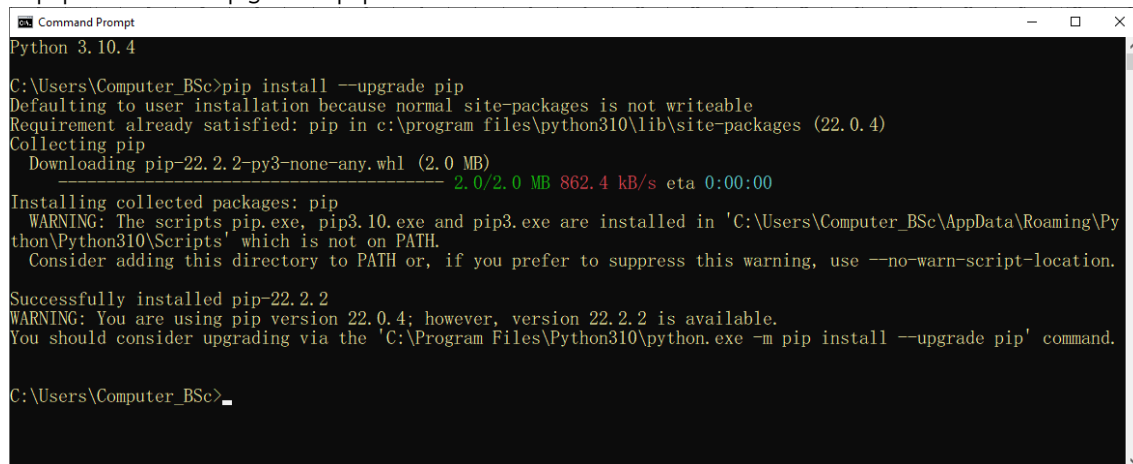 Command Prompt
Python 3.10.4
C:\Users\Computer_BSc>pip install --upgrade pip
Defaulting to user installation because normal site-packages is not writeable
Requirement already satisfied: pip in c:\program files\python310\lib\site-packages (22.0.4)
Collecting pip
  Downloading pip-22.2.2-py3-none-any.whl (2.0 MB)
     ---------------------------------------- 2.0/2.0 MB 862.4 kB/s eta 0:00:00
Installing collected packages: pip
  WARNING: The scripts pip.exe, pip3.10.exe and pip3.exe are installed in 'C:\Users\Computer_BSc\AppData\Roaming\Py
thon\Python310\Scripts' which is not on PATH.
  Consider adding this directory to PATH or, if you prefer to suppress this warning, use --no-warn-script-location.
Successfully installed pip-22.2.2
WARNING: You are using pip version 22.0.4; however, version 22.2.2 is available.
You should consider upgrading via the 'C:\Program Files\Python310\python.exe -m pip install --upgrade pip' command.
C:\Users\Computer_BSc>